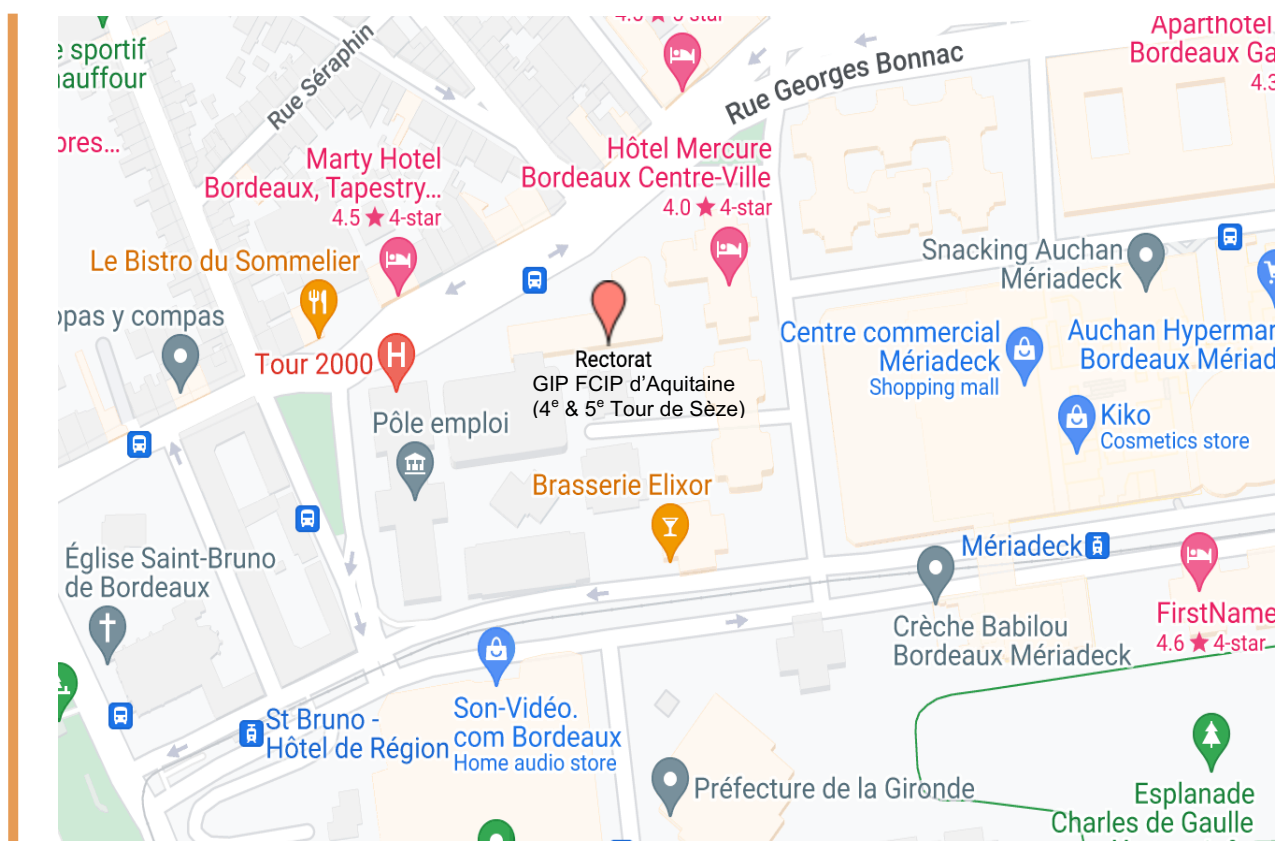 e sportif
hauffour
Rue Séraphin
Rue Georges Bonnac
Aparthotel
Bordeaux Ga
4.3
Marty Hotel
Bordeaux, Tapestry...
4.5 ★ 4-star
Hôtel Mercure
Bordeaux Centre-Ville
4.0 ★ 4-star
Le Bistro du Sommelier
Snacking Auchan
Mériadeck
opas y compas
Tour 2000
H
Rectorat
GIP FCIP d'Aquitaine
(4e & 5e Tour de Sèze)
Centre commercial
Mériadeck
Shopping mall
Auchan Hypermar
Bordeaux Mériad
Pôle emploi
Kiko
Cosmetics store
Brasserie Elixor
Église Saint-Bruno
de Bordeaux
Mériadeck
Crèche Babilou
Bordeaux Mériadeck
FirstName
4.6 ★ 4-star
St Bruno -
Hôtel de Région
Son-Vidéo.
com Bordeaux
Home audio store
Préfecture de la Gironde
Esplanade
Charles de Gaulle